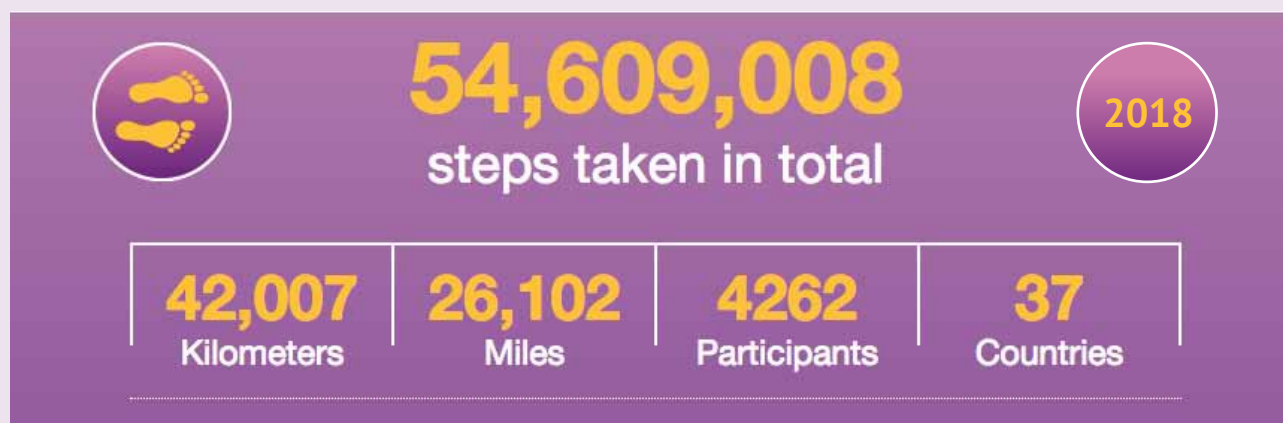 54,609,008
2018
steps taken in total
42,007
26,102
4262
37
Kilometers
Miles
Participants
Countries